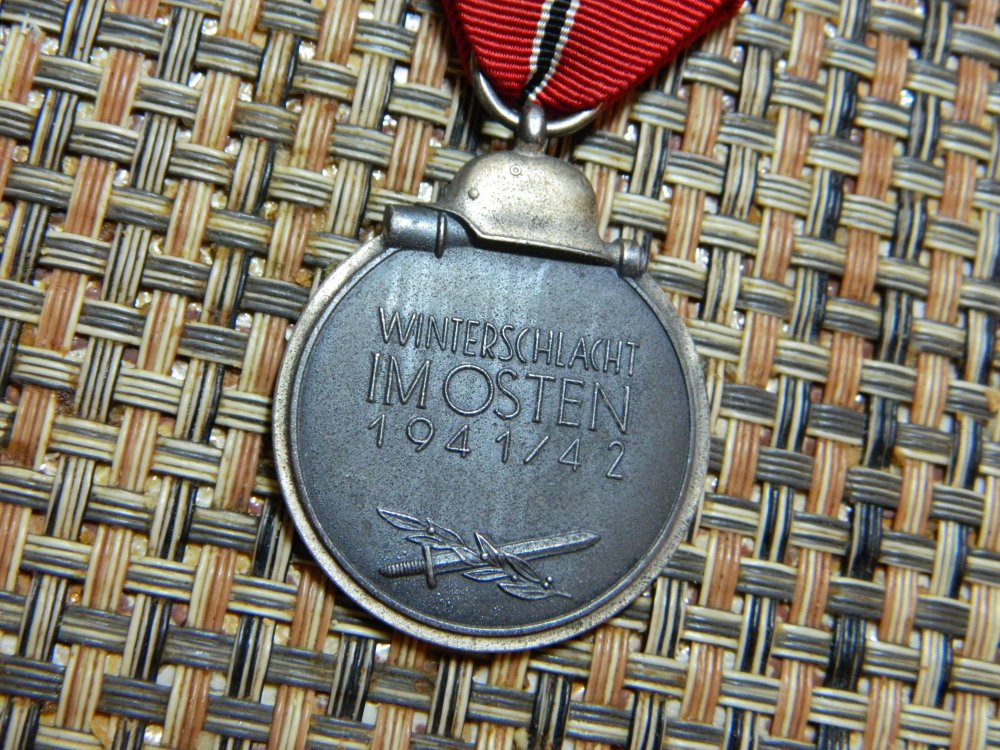 WINTERSCHLACHT
IM OSTEN
1941/42